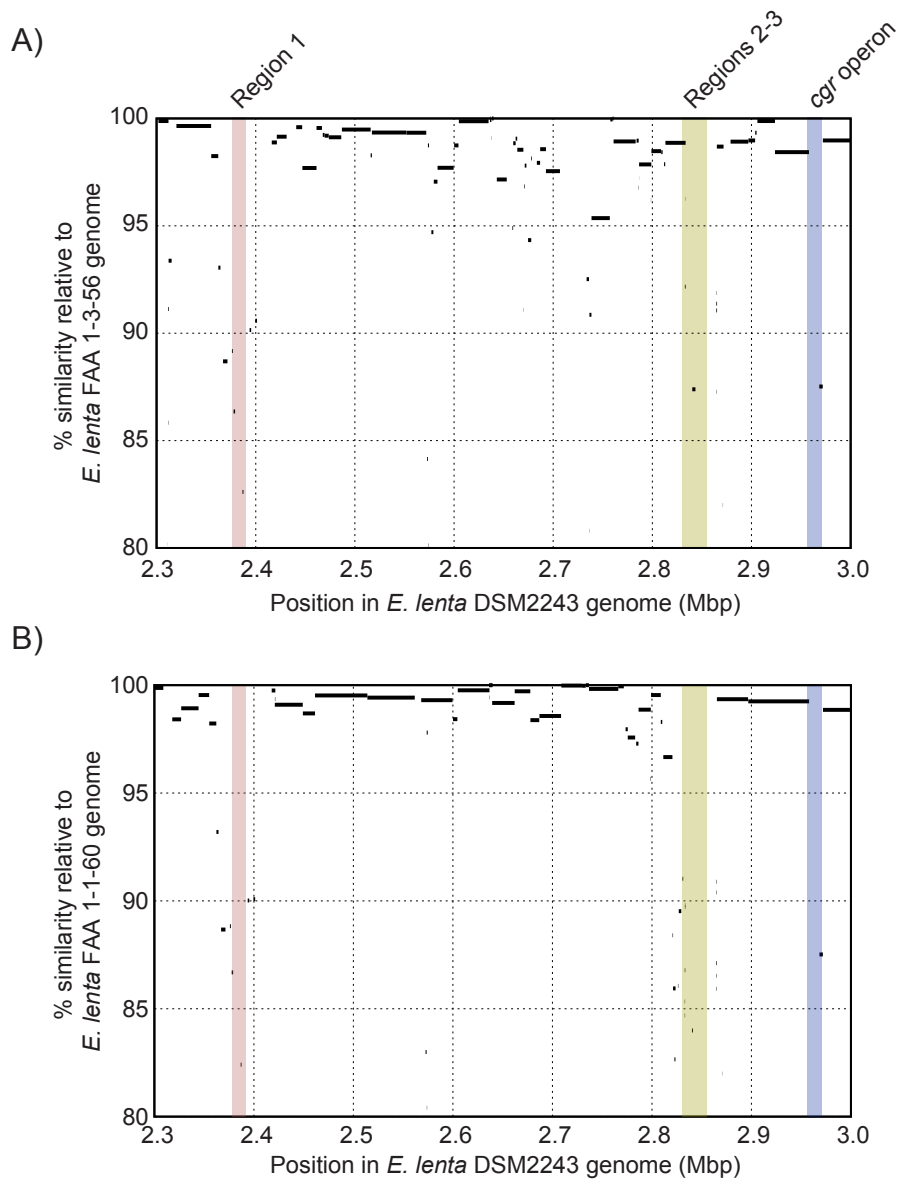 A)
Region 1
Regions 2-3
cgr operon
% similarity relative to
E. lenta FAA 1-3-56 genome
100
95
90
85
80
2.3 2.4 2.5 2.6 2.7 2.8 2.9 3.0
Position in E. lenta DSM2243 genome (Mbp)
B)
% similarity relative to
E. lenta FAA 1-1-60 genome
100
95
90
85
80
2.3 2.4 2.5 2.6 2.7 2.8 2.9 3.0
Position in E. lenta DSM2243 genome (Mbp)